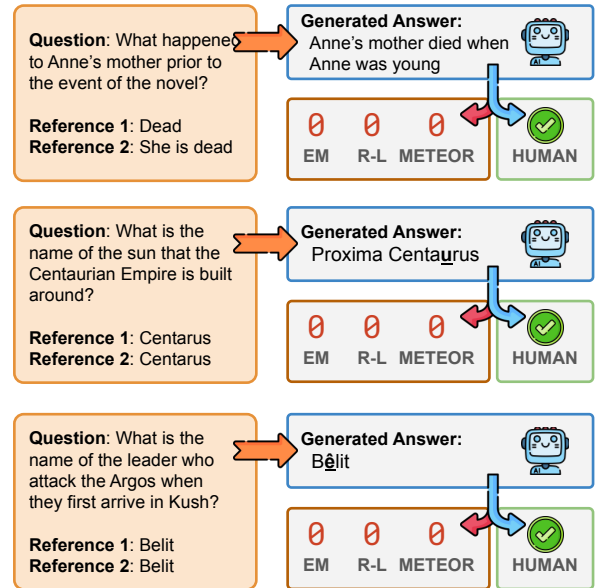 Question: What happened
to Anne's mother prior to
the event of the novel?
Reference 1: Dead
Reference 2: She is dead
Generated Answer:
Anne's mother died when
Anne was young
AI
0 0 0
EM R-L METEOR
HUMAN
Question: What is the
name of the sun that the
Centaurian Empire is built
around?
Reference 1: Centarus
Reference 2: Centarus
Generated Answer:
Proxima Centaurus
AI
0 0 0
EM R-L METEOR
HUMAN
Question: What is the
name of the leader who
attack the Argos when
they first arrive in Kush?
Reference 1: Belit
Reference 2: Belit
Generated Answer:
Bêlit
AI
0 0 0
EM R-L METEOR
HUMAN